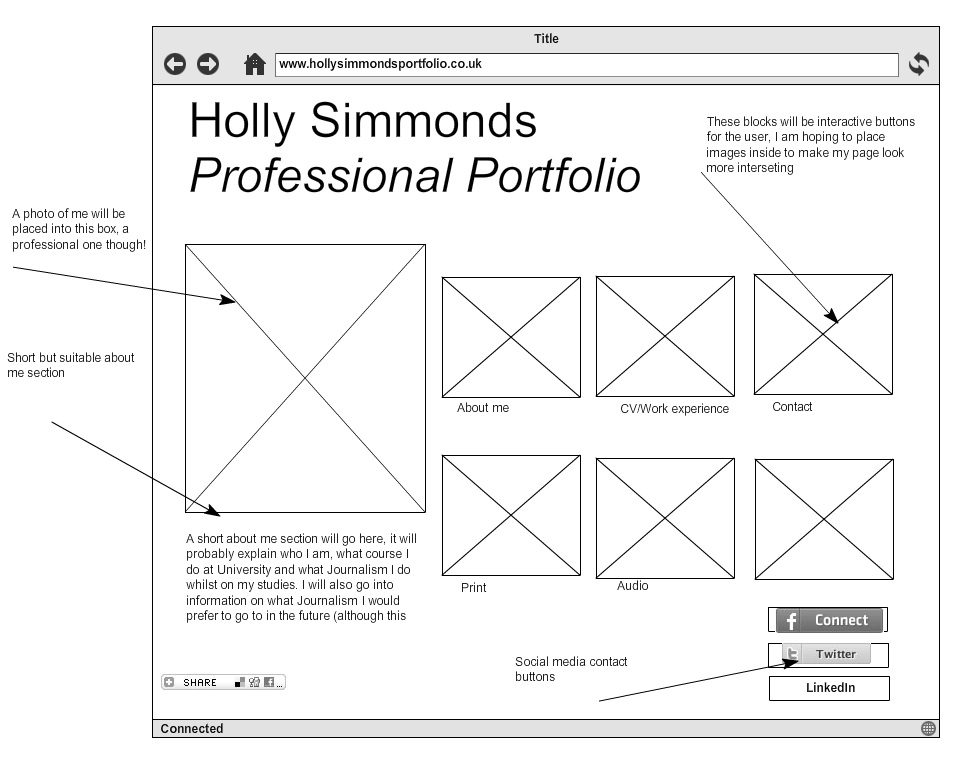 Title
www.hollysimmondsportfolio.co.uk
Holly Simmonds
Professional Portfolio
These blocks will be interactive buttons
for the user, I am hoping to place
images inside to make my page look
more interseting
A photo of me will be
placed into this box, a
professional one though!
Short but suitable about
me section
About me
CV/Work experience
Contact
A short about me section will go here, it will
probably explain who I am, what course I
do at University and what Journalism I do
whilst on my studies. I will also go into
information on what Journalism I would
prefer to go to in the future (although this
Print
Audio
Social media contact
buttons
f Connect
t Twitter
LinkedIn
SHARE ...
Connected